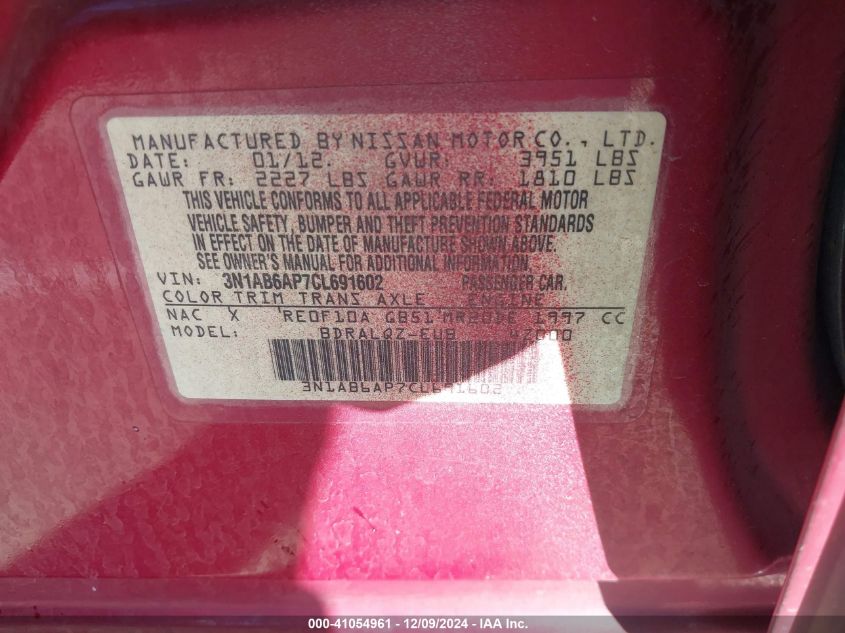 MANUFACTURED BY NISSAN MOTOR CO., LTD.
DATE: 01/12. GVWR: 3951 LBS
GAWR FR: 2227 LBS GAWR RR: 1810 LBS
THIS VEHICLE CONFORMS TO ALL APPLICABLE FEDERAL MOTOR
VEHICLE SAFETY, BUMPER AND THEFT PREVENTION STANDARDS
IN EFFECT ON THE DATE OF MANUFACTURE SHOWN ABOVE.
SEE OWNER'S MANUAL FOR ADDITIONAL INFORMATION.
VIN: 3N1AB6AP7CL691602 PASSENGER CAR.
COLOR TRIM TRANS AXLE ENGINE
NAC X RE0F10A GB51 MR20DE 1997 CC
MODEL: BDRALQZ-EUB
3N1AB6AP7CL691602
000-41054961 - 12/09/2024 - IAA Inc.